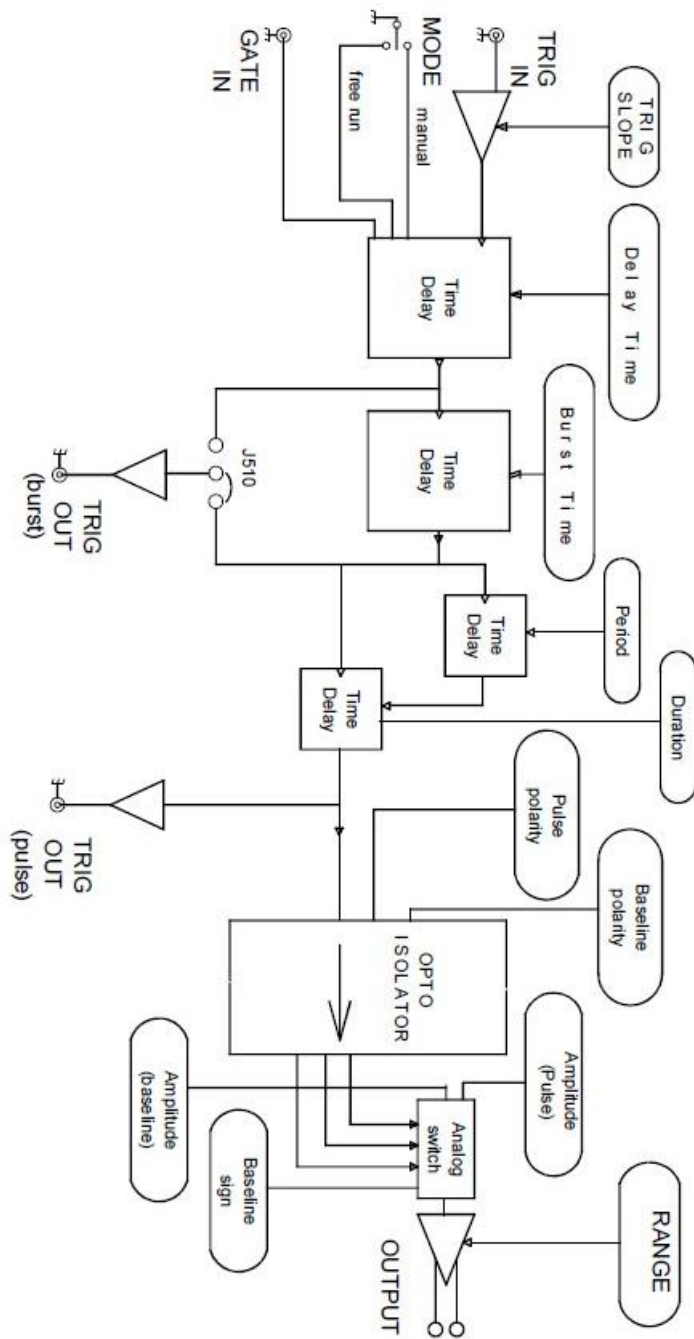 TRIG
SLOPE
Delay Time
Burst Time
Period
Duration
Pulse
polarity
Baseline
polarity
Amplitude
(Pulse)
RANGE
TRIG
IN
MODE
manual
free run
GATE
IN
Time
Delay
Time
Delay
Time
Delay
Time
Delay
J510
TRIG
OUT
(burst)
TRIG
OUT
(pulse)
OPTO
ISOLATOR
Analog
switch
Amplitude
(baseline)
Baseline
sign
OUTPUT